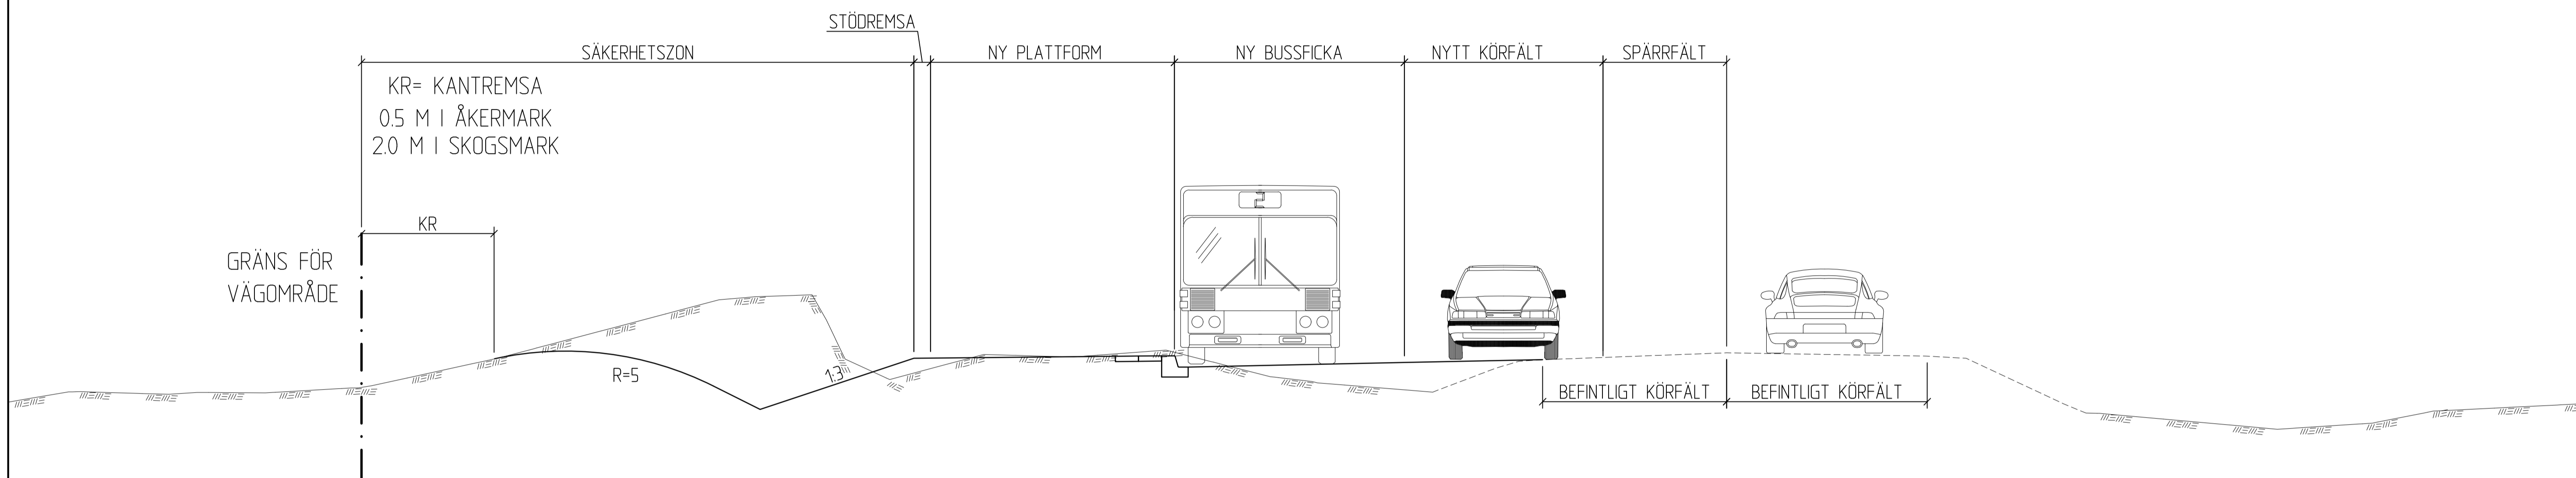 STÖDREMSA
SÄKERHETSZON
NY PLATTFORM
NY BUSSFICKA
NYTT KÖRFÄLT
SPÄRRFÄLT
KR= KANTREMSA
0.5 M I ÅKERMARK
2.0 M I SKOGSMARK
2
KR
GRÄNS FÖR
VÄGOMRÅDE
R=5
1:3
BEFINTLIGT KÖRFÄLT
BEFINTLIGT KÖRFÄLT